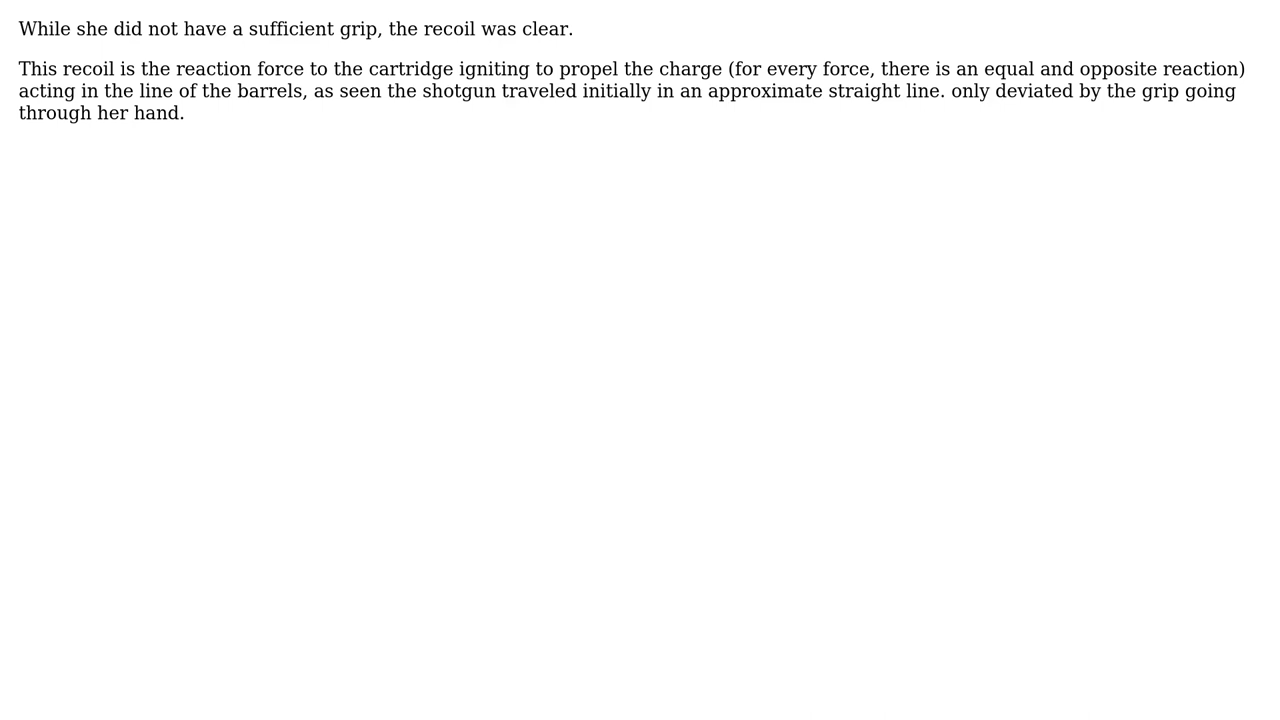 While she did not have a sufficient grip, the recoil was clear.
This recoil is the reaction force to the cartridge igniting to propel the charge (for every force, there is an equal and opposite reaction)
acting in the line of the barrels, as seen the shotgun traveled initially in an approximate straight line. only deviated by the grip going
through her hand.